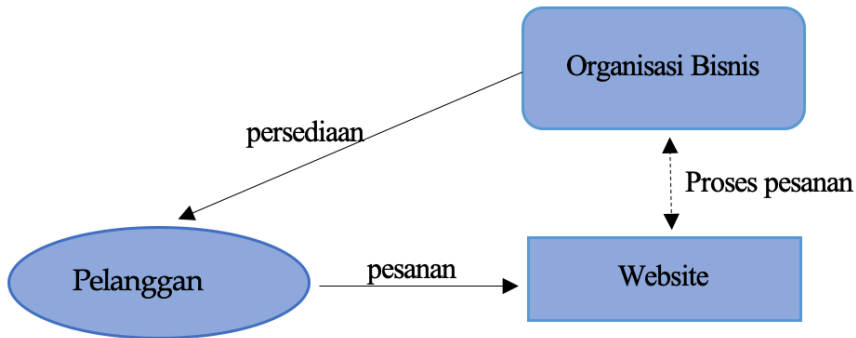 Organisasi Bisnis
persediaan
Proses pesanan
Pelanggan
pesanan
Website